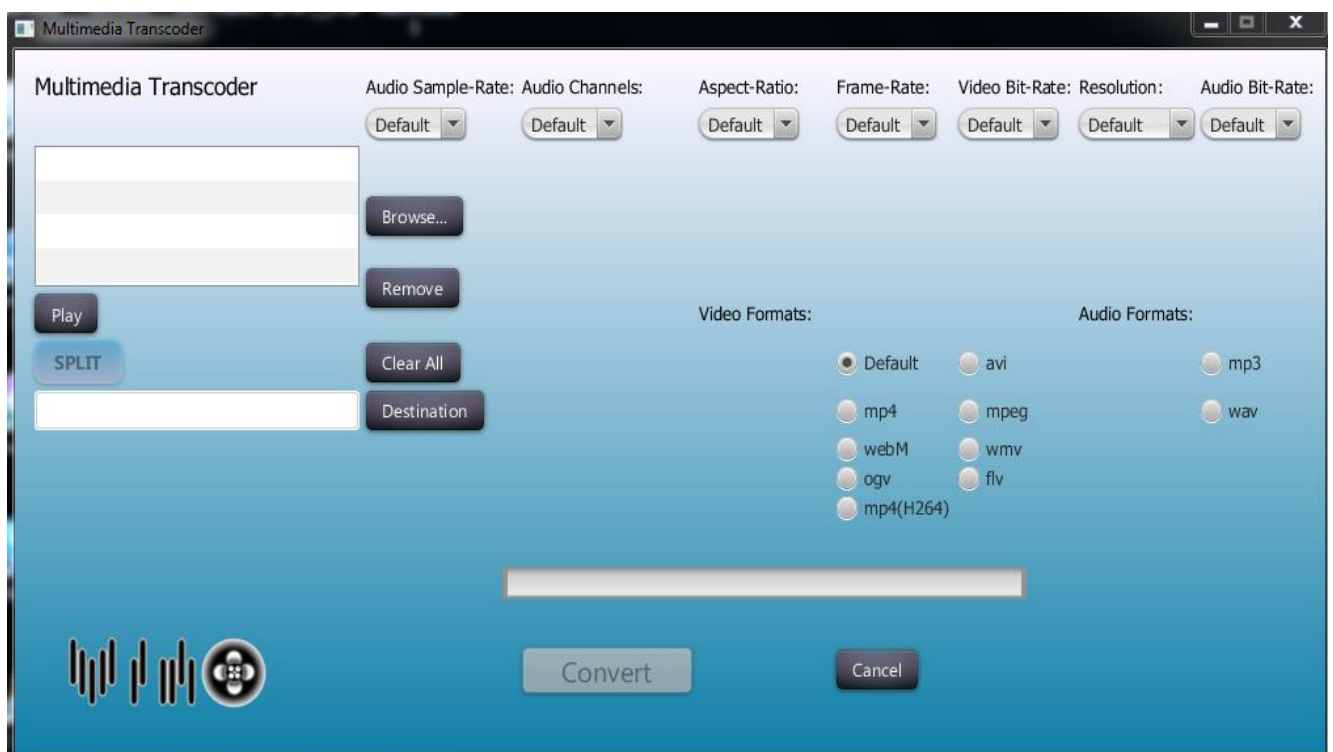 Multimedia Transcoder
Multimedia Transcoder
Audio Sample-Rate: Audio Channels: Aspect-Ratio: Frame-Rate: Video Bit-Rate: Resolution: Audio Bit-Rate:
Default Default Default Default Default Default Default
Browse...
Remove
Play
Video Formats: Audio Formats:
SPLIT
Clear All
Default avi mp3
Destination
mp4 mpeg wav
webM wmv
ogv flv
mp4(H264)
Convert
Cancel